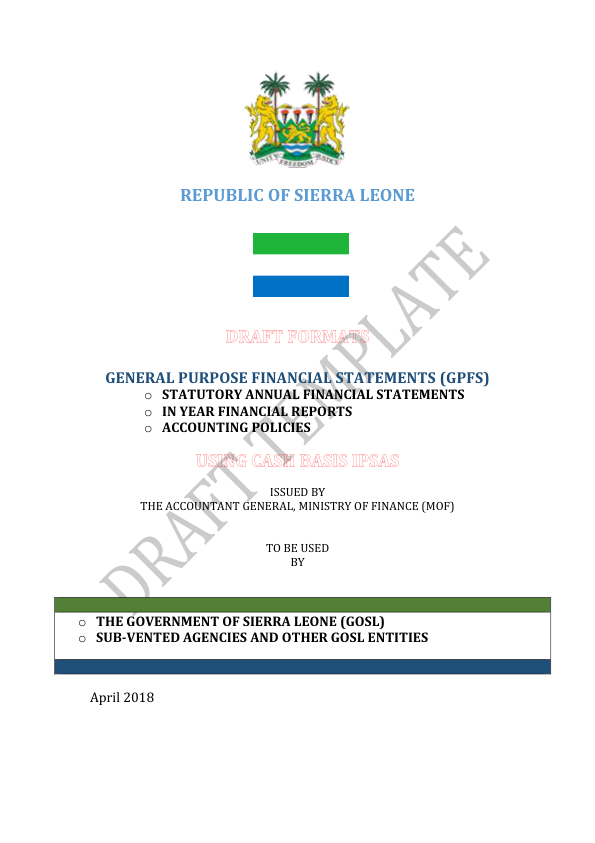 UNITY FREEDOM JUSTICE
REPUBLIC OF SIERRA LEONE
DRAFT FORMATS
GENERAL PURPOSE FINANCIAL STATEMENTS (GPFS)
o STATUTORY ANNUAL FINANCIAL STATEMENTS
o IN YEAR FINANCIAL REPORTS
o ACCOUNTING POLICIES
USING CASH BASIS IPSAS
ISSUED BY
THE ACCOUNTANT GENERAL, MINISTRY OF FINANCE (MOF)
TO BE USED
BY
DRAFT TEMPLATE
o THE GOVERNMENT OF SIERRA LEONE (GOSL)
o SUB-VENTED AGENCIES AND OTHER GOSL ENTITIES
April 2018